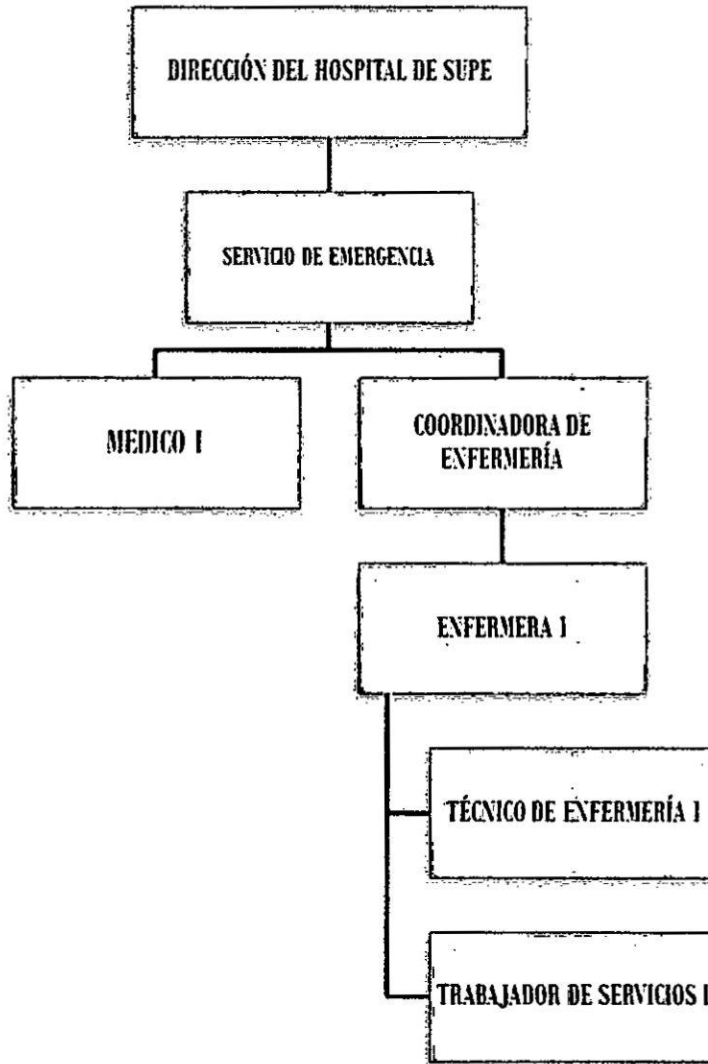 DIRECCIÓN DEL HOSPITAL DE SUPE
SERVICIO DE EMERGENCIA
MEDICO I
COORDINADORA DE
ENFERMERÍA
ENFERMERA I
TÉCNICO DE ENFERMERÍA I
TRABAJADOR DE SERVICIOS I